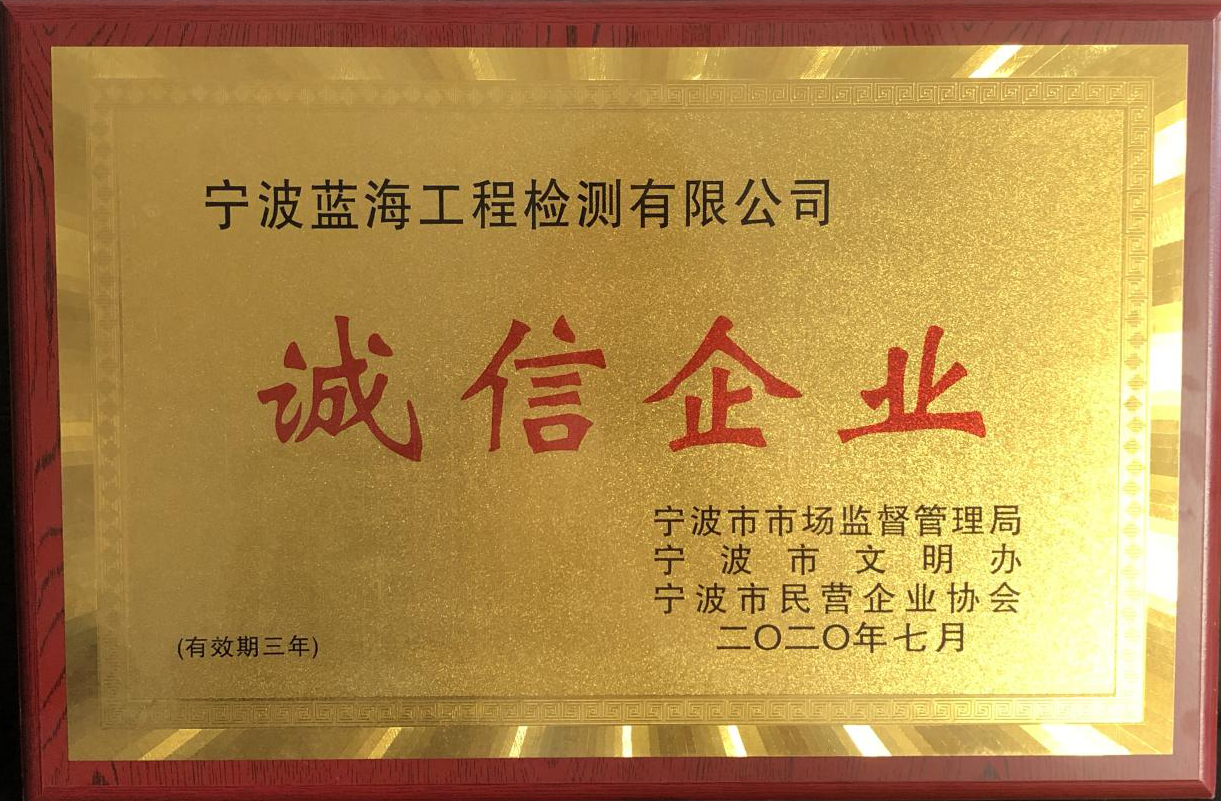 宁波蓝海工程检测有限公司
诚信企业
宁波市市场监督管理局
宁波市文明办
宁波市民营企业协会
二〇二〇年七月
(有效期三年)